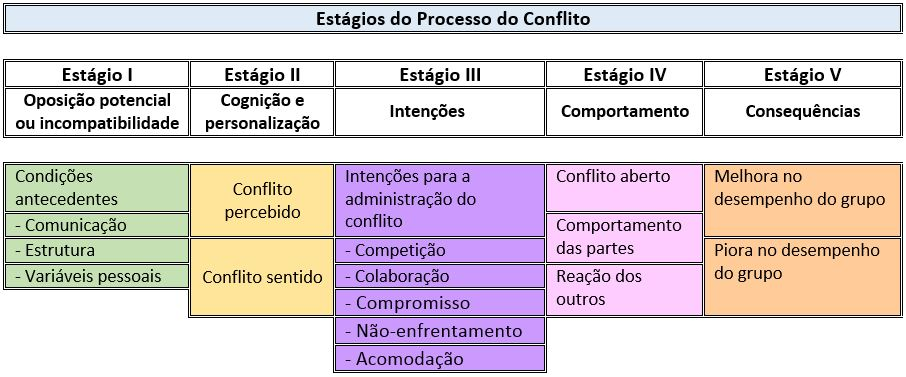 Estágios do Processo do Conflito
Estágio I
Estágio II
Estágio III
Estágio IV
Estágio V
Oposição potencial
ou incompatibilidade
Cognição e
personalização
Intenções
Comportamento
Consequências
Condições
antecedentes
- Comunicação
- Estrutura
- Variáveis pessoais
Conflito
percebido
Conflito sentido
Intenções para a
administração do
conflito
- Competição
- Colaboração
- Compromisso
- Não-enfrentamento
- Acomodação
Conflito aberto
Comportamento
das partes
Reação dos
outros
Melhora no
desempenho do grupo
Piora no desempenho
do grupo